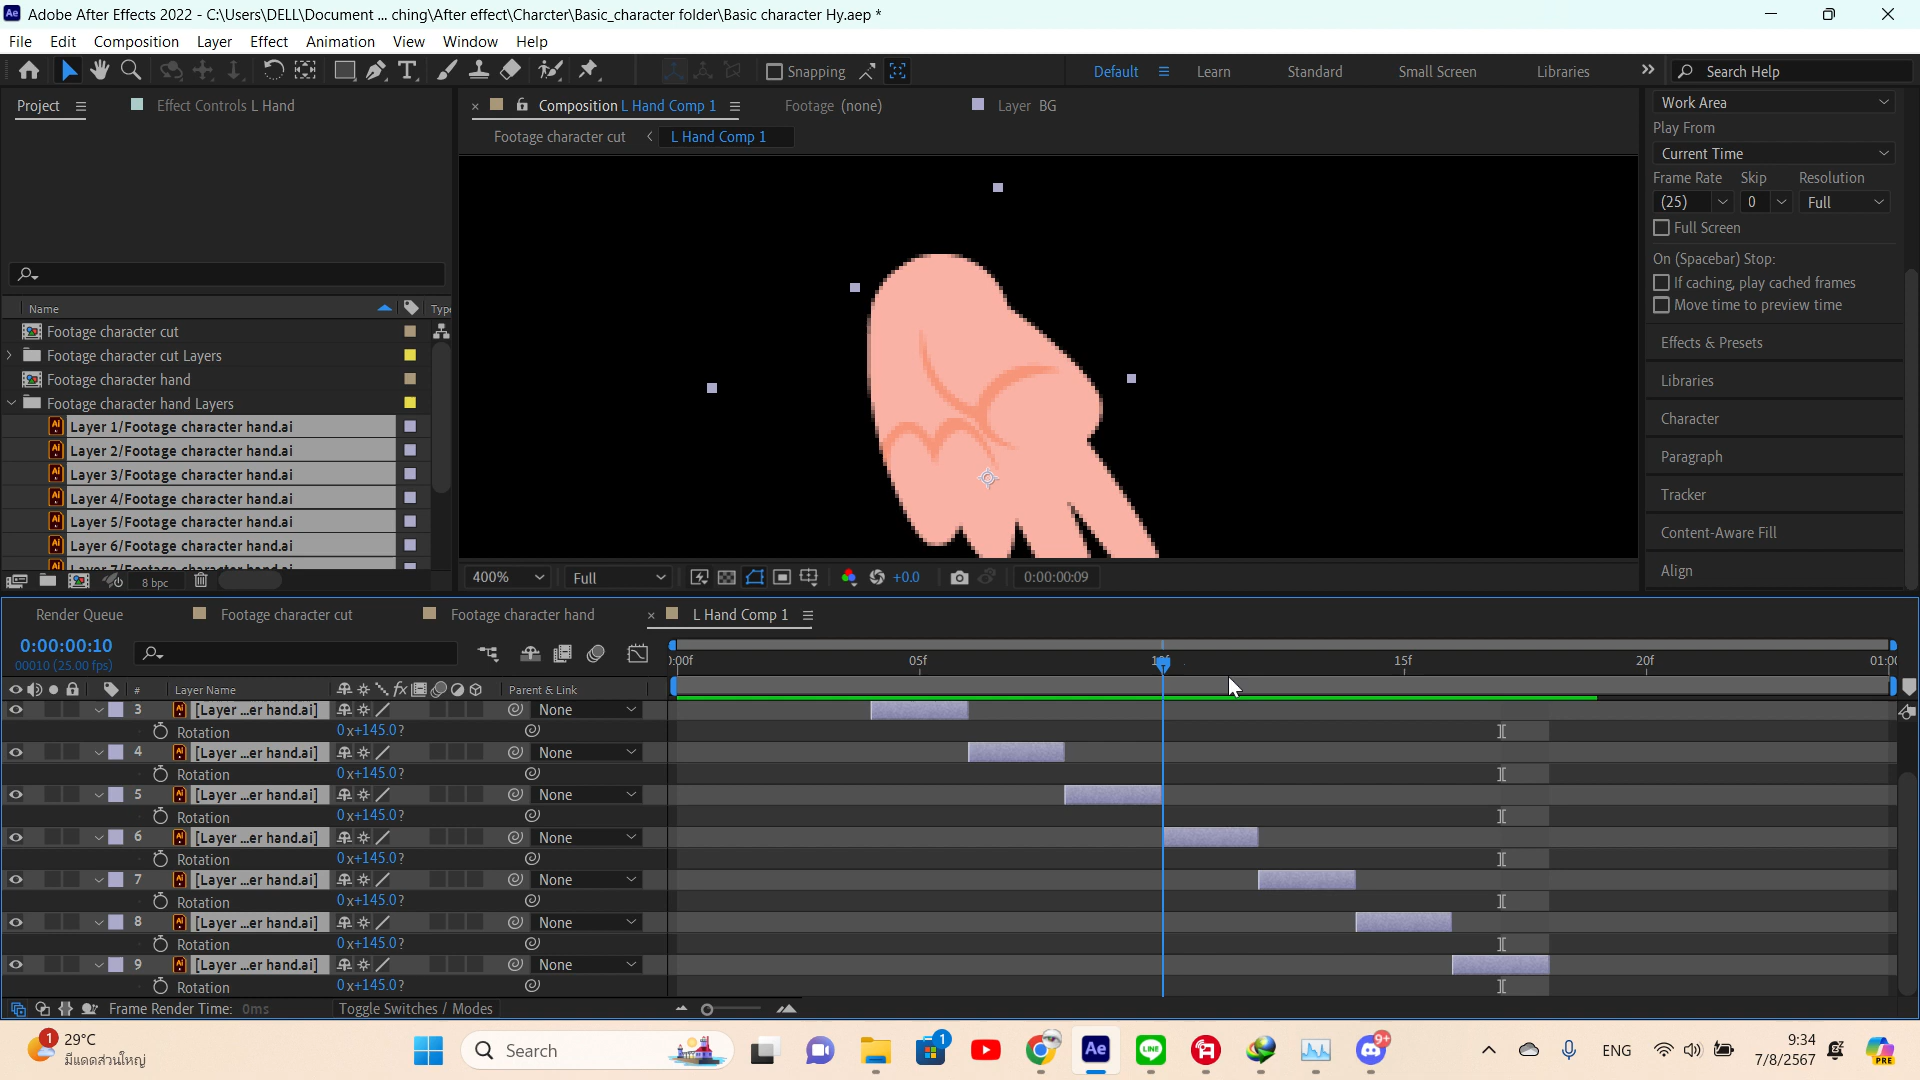 Adobe After Effects 2022 - C:\Users\DELL\Document ... ching\After effect\Charcter\Basic_character folder\Basic character Hy.aep *
File Edit Composition Layer Effect Animation View Window Help
Snapping Default Learn Standard Small Screen Libraries Search Help
Project Effect Controls L Hand Composition L Hand Comp 1 Footage (none) Layer BG
Footage character cut L Hand Comp 1
Work Area
Play From
Current Time
Frame Rate Skip Resolution
(25) 0 Full
Full Screen
On (Spacebar) Stop:
If caching, play cached frames
Move time to preview time
Effects & Presets
Libraries
Character
Paragraph
Tracker
Content-Aware Fill
Align
Name Type
Footage character cut
Footage character cut Layers
Footage character hand
Footage character hand Layers
Layer 1/Footage character hand.ai
Layer 2/Footage character hand.ai
Layer 3/Footage character hand.ai
Layer 4/Footage character hand.ai
Layer 5/Footage character hand.ai
Layer 6/Footage character hand.ai
8 bpc
400% Full +0.0 0:00:00:09
Render Queue Footage character cut Footage character hand L Hand Comp 1
0:00:00:10
00010 (25.00 fps)
):00f 05f 10f 15f 20f 01:00
# Layer Name Parent & Link
3 [Layer ...er hand.ai] None
Rotation 0x+145.0?
4 [Layer ...er hand.ai] None
Rotation 0x+145.0?
5 [Layer ...er hand.ai] None
Rotation 0x+145.0?
6 [Layer ...er hand.ai] None
Rotation 0x+145.0?
7 [Layer ...er hand.ai] None
Rotation 0x+145.0?
8 [Layer ...er hand.ai] None
Rotation 0x+145.0?
9 [Layer ...er hand.ai] None
Rotation 0x+145.0?
Frame Render Time: 0ms Toggle Switches / Modes
1 29°C
มีแดดส่วนใหญ่
Search
1
Ae
LINE
9+
ENG
9:34
7/8/2567
PRE